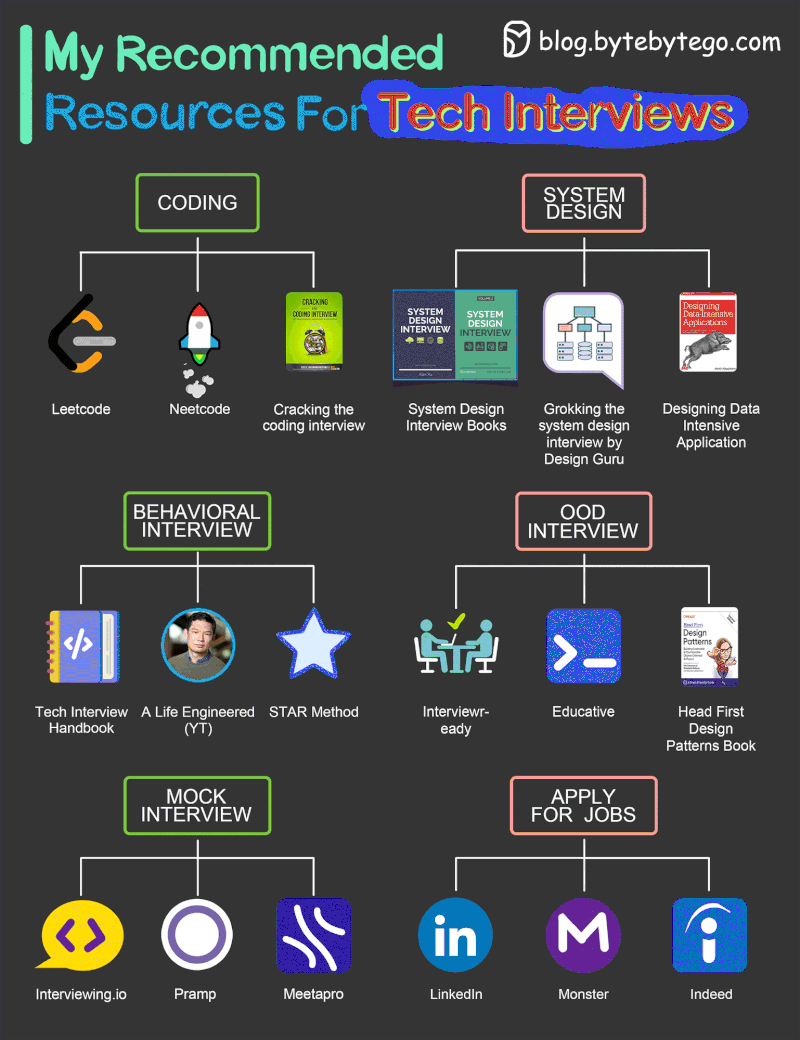 My Recommended
blog.bytebytego.com
Resources For Tech Interviews
CODING
SYSTEM
DESIGN
CRACKING
THE
CODING INTERVIEW
SYSTEM
DESIGN
INTERVIEW
VOLUME 2
SYSTEM
DESIGN
INTERVIEW
Designing
Data-Intensive
Applications
Leetcode
Neetcode
Cracking the
coding interview
System Design
Interview Books
Grokking the
system design
interview by
Design Guru
Designing Data
Intensive
Application
BEHAVIORAL
INTERVIEW
OOD
INTERVIEW
Head First
Design
Patterns
Tech Interview
Handbook
A Life Engineered
(YT)
STAR Method
Interviewr-
eady
Educative
Head First
Design
Patterns Book
MOCK
INTERVIEW
APPLY
FOR JOBS
in
Interviewing.io
Pramp
Meetapro
LinkedIn
Monster
Indeed